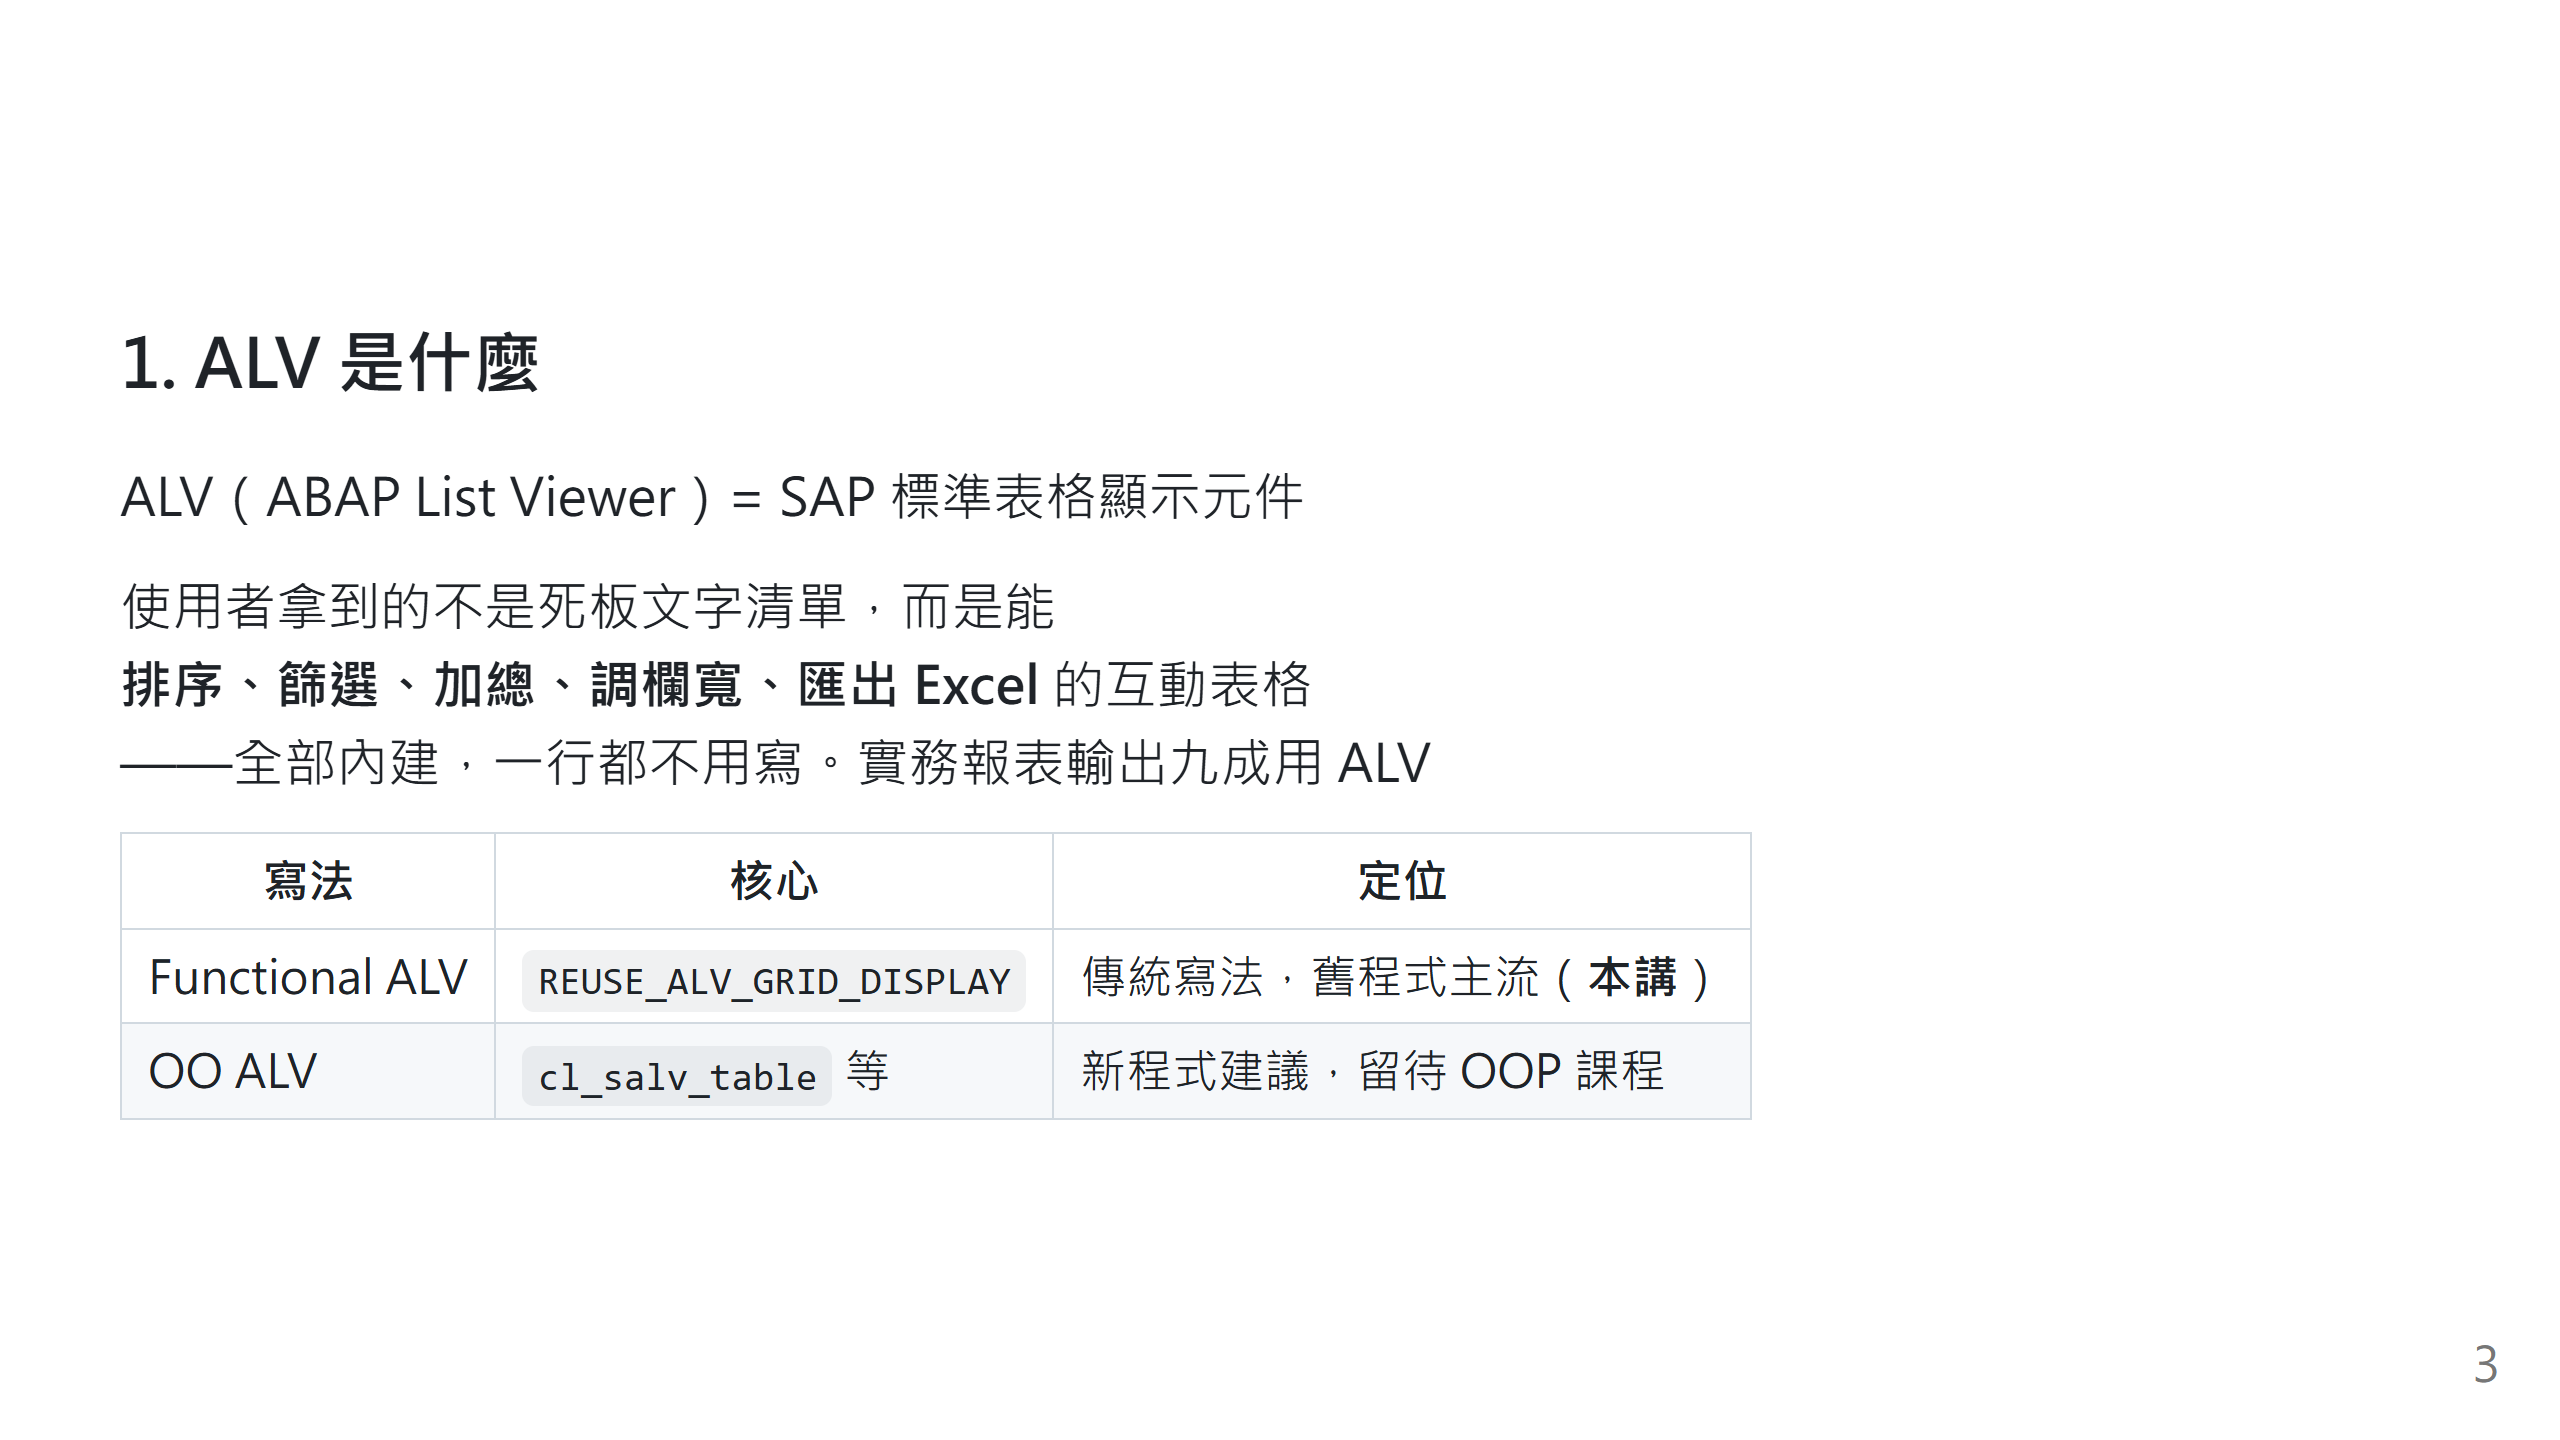 1. ALV 是什麼
ALV（ABAP List Viewer）= SAP 標準表格顯示元件
使用者拿到的不是死板文字清單，而是能
排序、篩選、加總、調欄寬、匯出 Excel 的互動表格
——全部內建，一行都不用寫。實務報表輸出九成用 ALV
寫法 核心 定位
Functional ALV REUSE_ALV_GRID_DISPLAY 傳統寫法，舊程式主流（本講）
OO ALV cl_salv_table 等 新程式建議，留待 OOP 課程
3